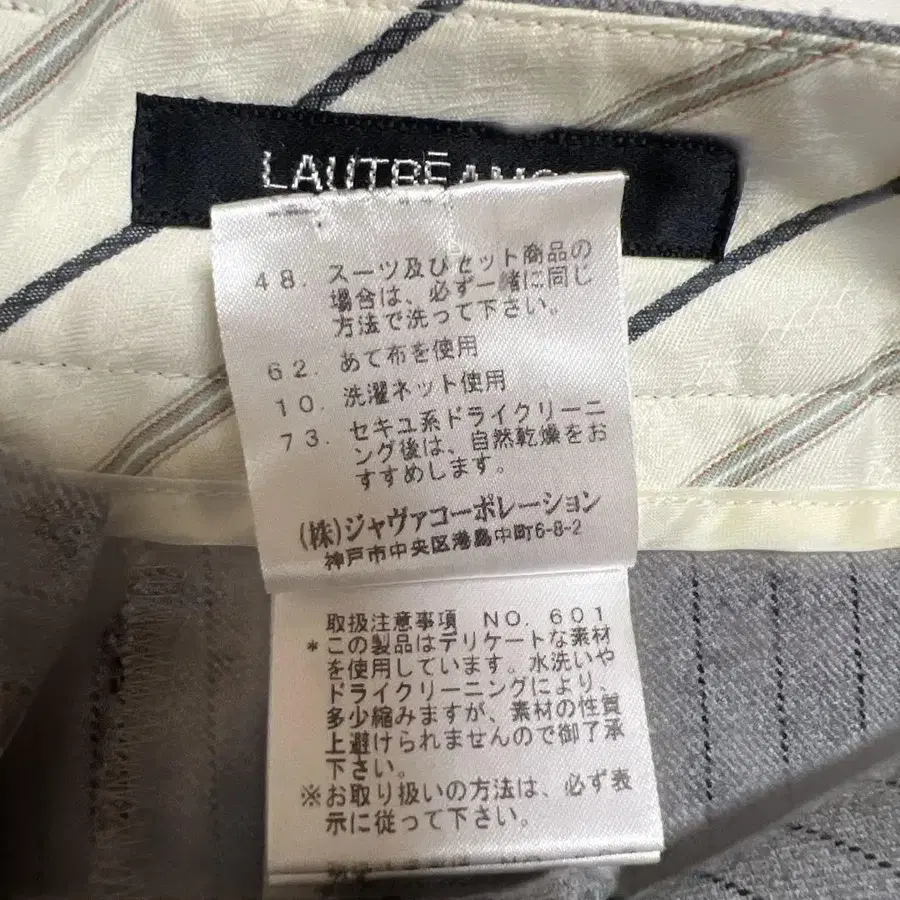 48. スーツ及びセット商品の
場合は、必ず一緒に同じ
方法で洗って下さい。
62. あて布を使用
10. 洗濯ネット使用
73. セキユ系ドライクリーニ
ング後は、自然乾燥をお
すすめします。
(株)ジャヴァコーポレーション
神戸市中央区港島中町6-8-2
取扱注意事項 NO. 601
*この製品はデリケートな素材
を使用しています。水洗いや
ドライクリーニングにより、
多少縮みますが、素材の性質
上避けられませんので御了承
下さい。
※お取り扱いの方法は、必ず表
示に従って下さい。